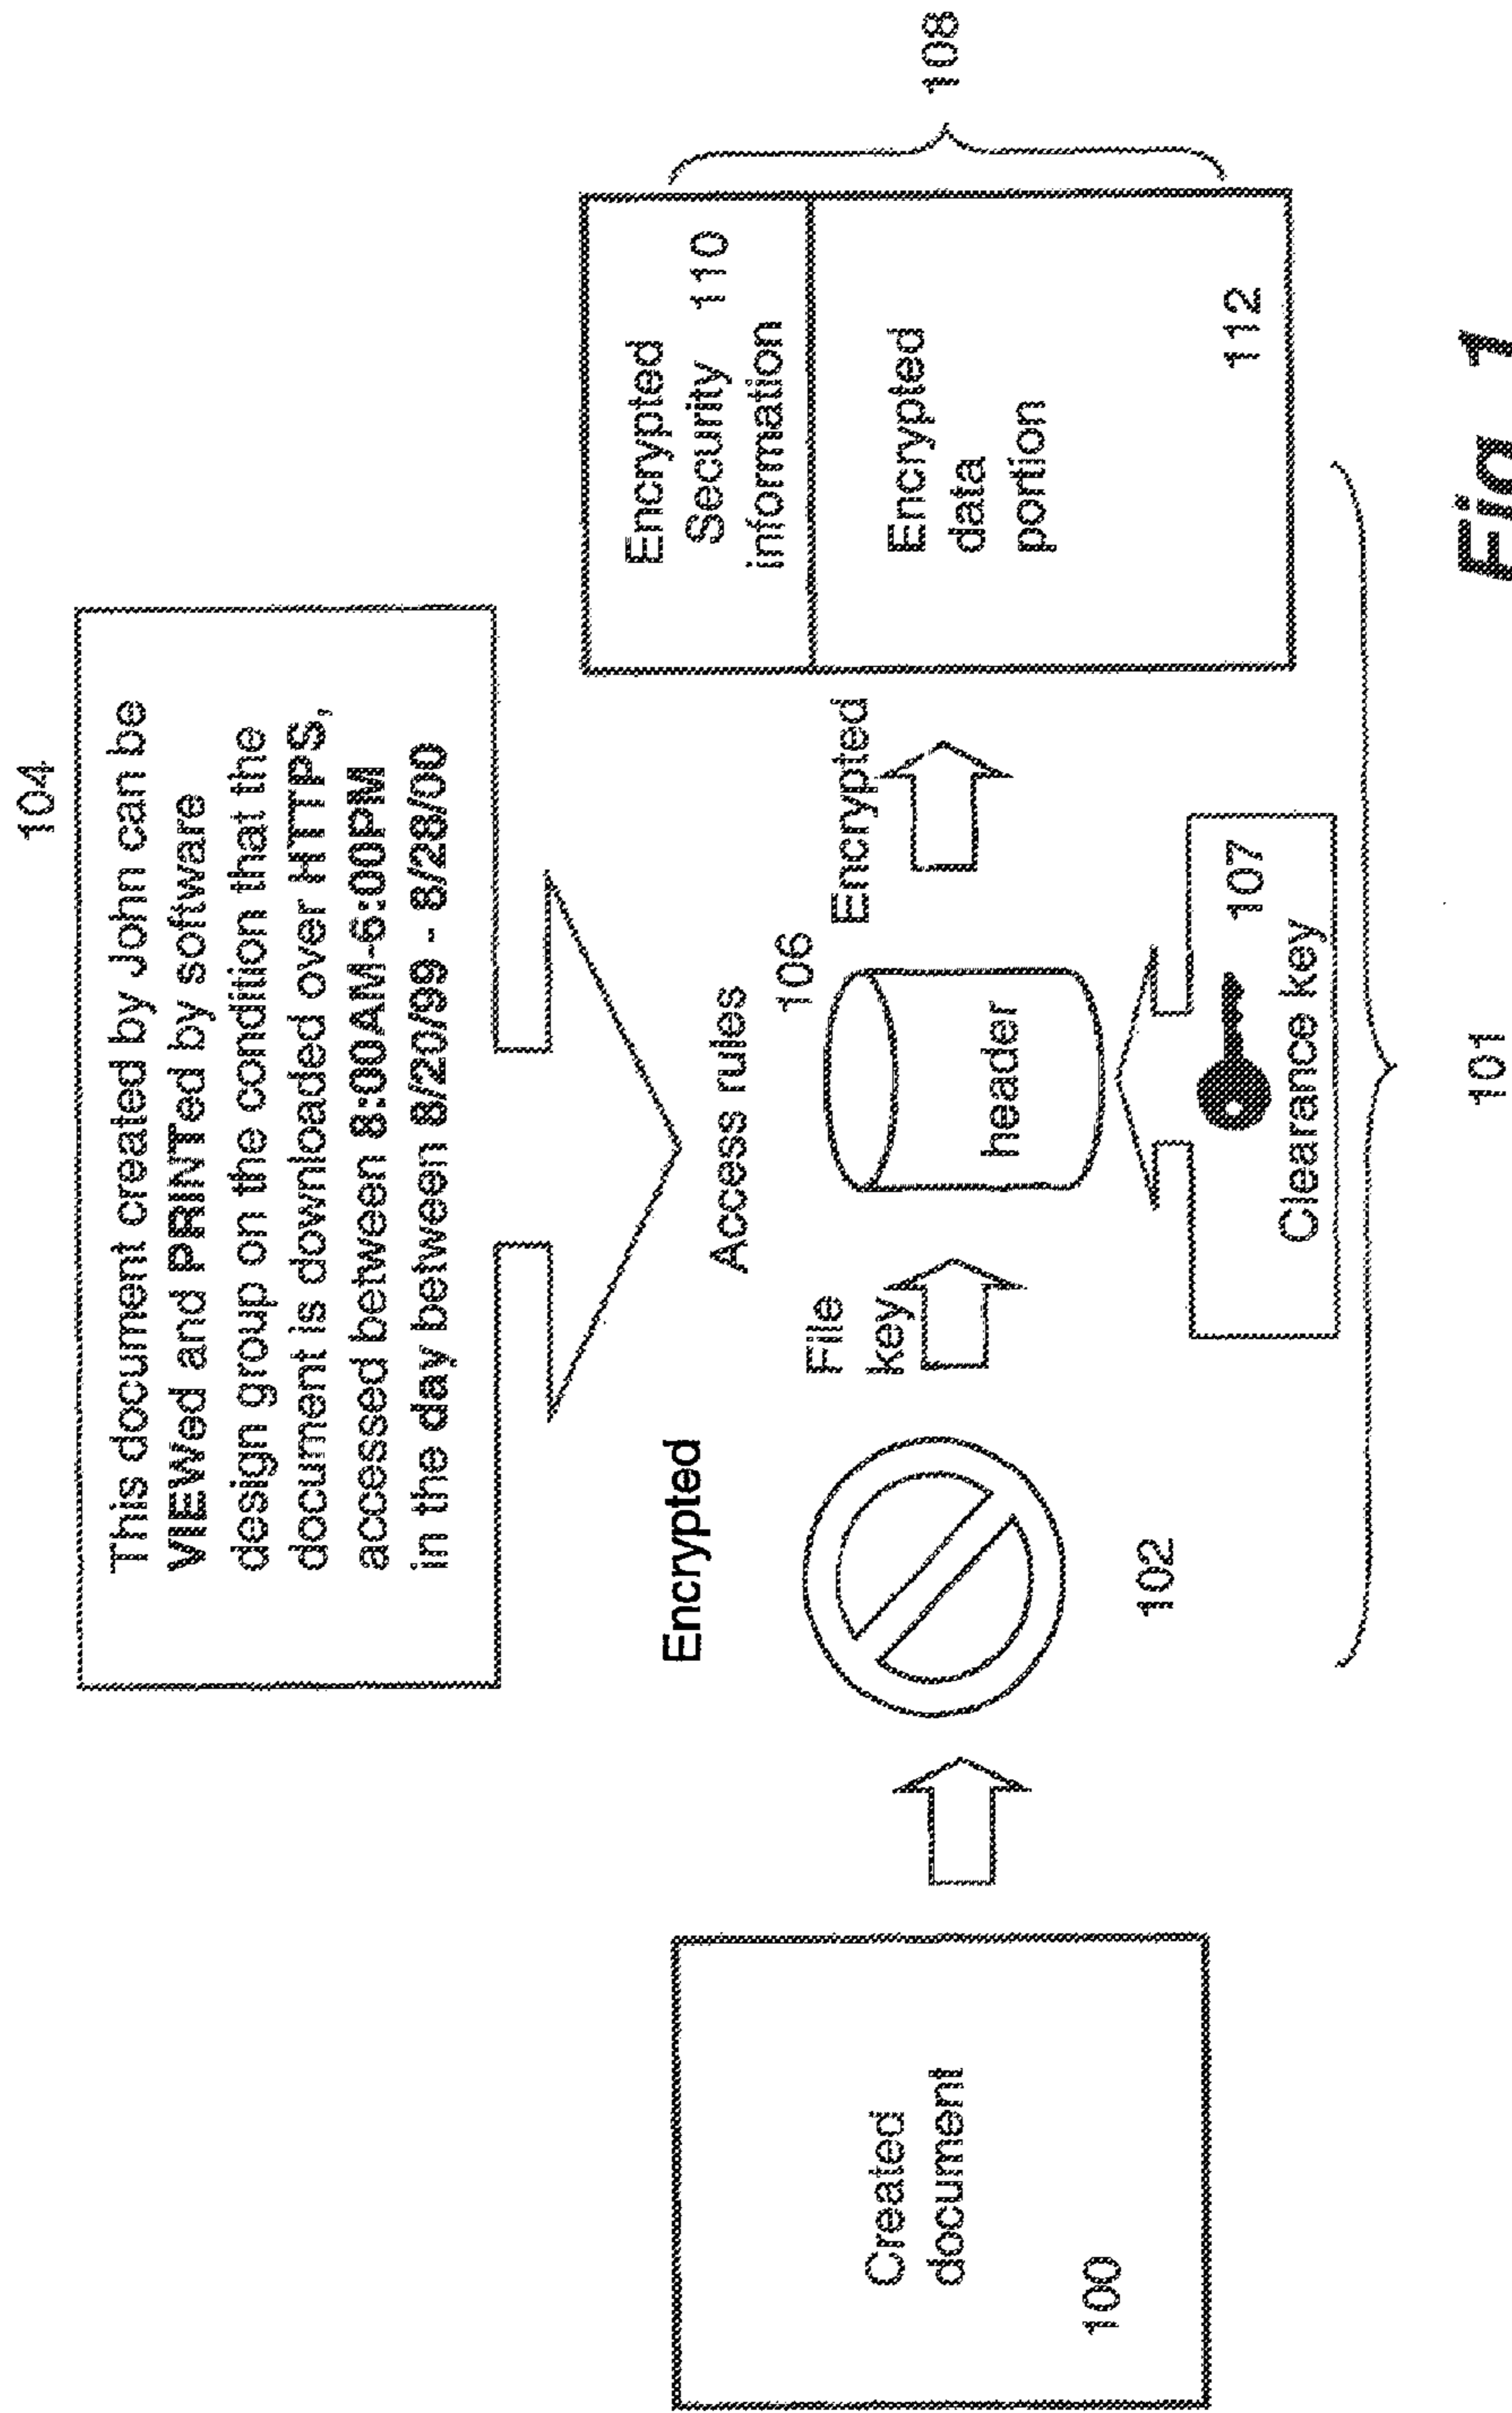 104
This document created by John can be
VIEWed and PRINTed by software
design group on the condition that the
document is downloaded over HTTPS,
accessed between 8:00AM-6:00PM
in the day between 8/20/99 - 8/28/00
Created
document
100
Encrypted
102
File
key
Access rules
106
header
107
Clearance key
Encrypted
Encrypted
Security 110
information
Encrypted
data
portion
112
108
101
Fig. 1